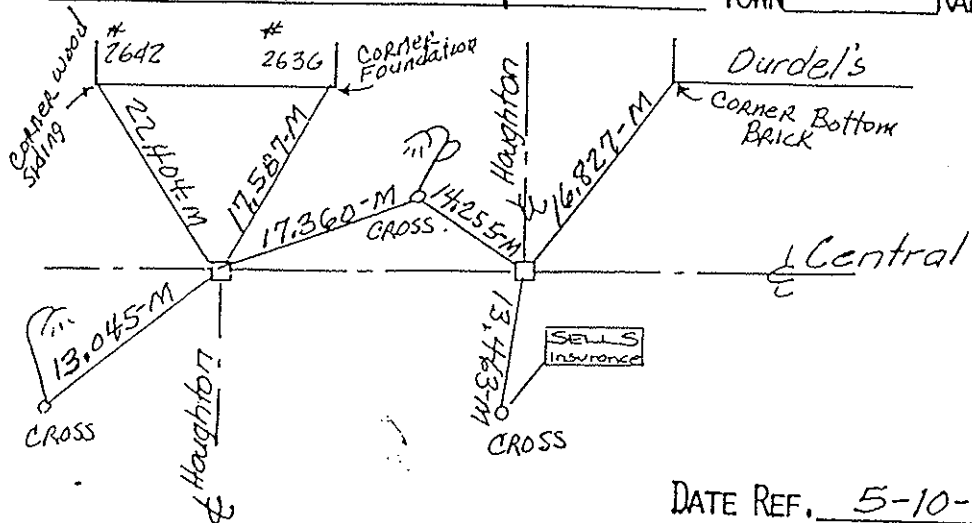 # 2642
# 2636
CORNER wood Siding
CORNER Foundation
Houghton
Durdel's
CORNER Bottom BRICK
22.404-M
17.587-M
17.360-M
CROSS.
14.255-M
16.827-M
℄ Central
13.045-M
CROSS
℄ Houghton
13.463-M
SELLS
Insurance
CROSS
DATE REF. 5-10-